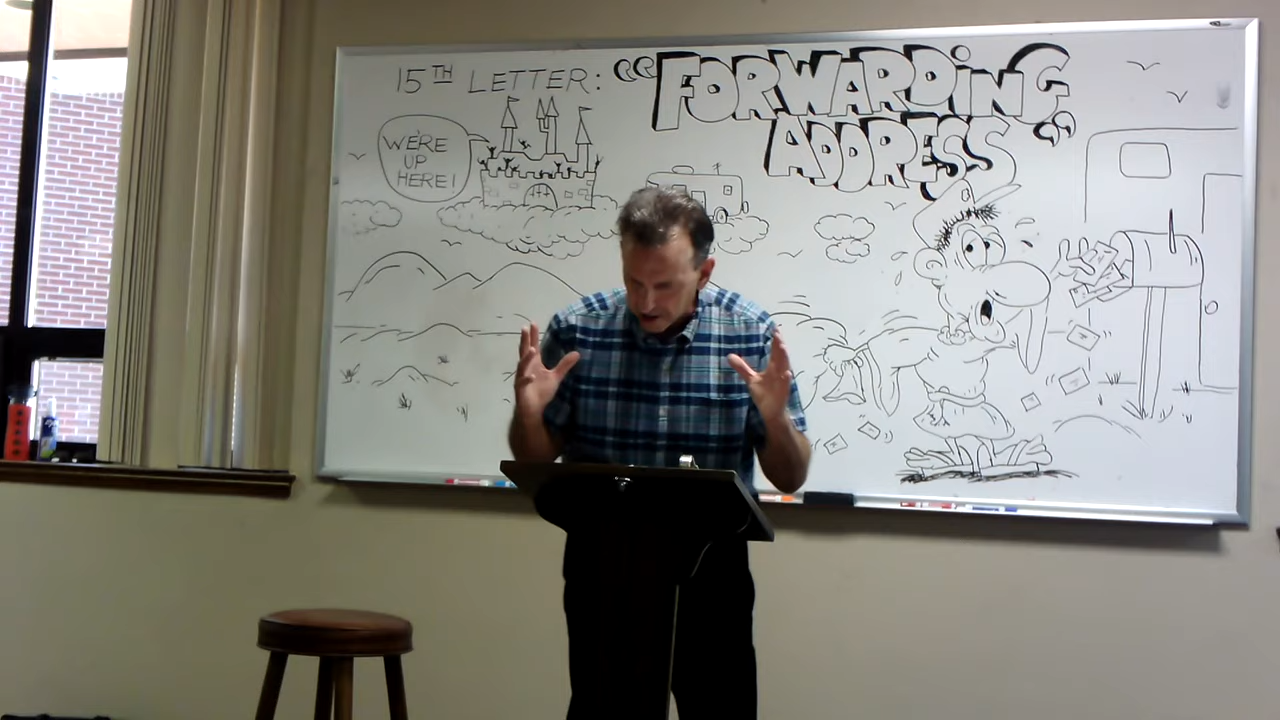 15TH LETTER: "FORWARDING
ADDRESS"
WE'RE
UP
HERE!